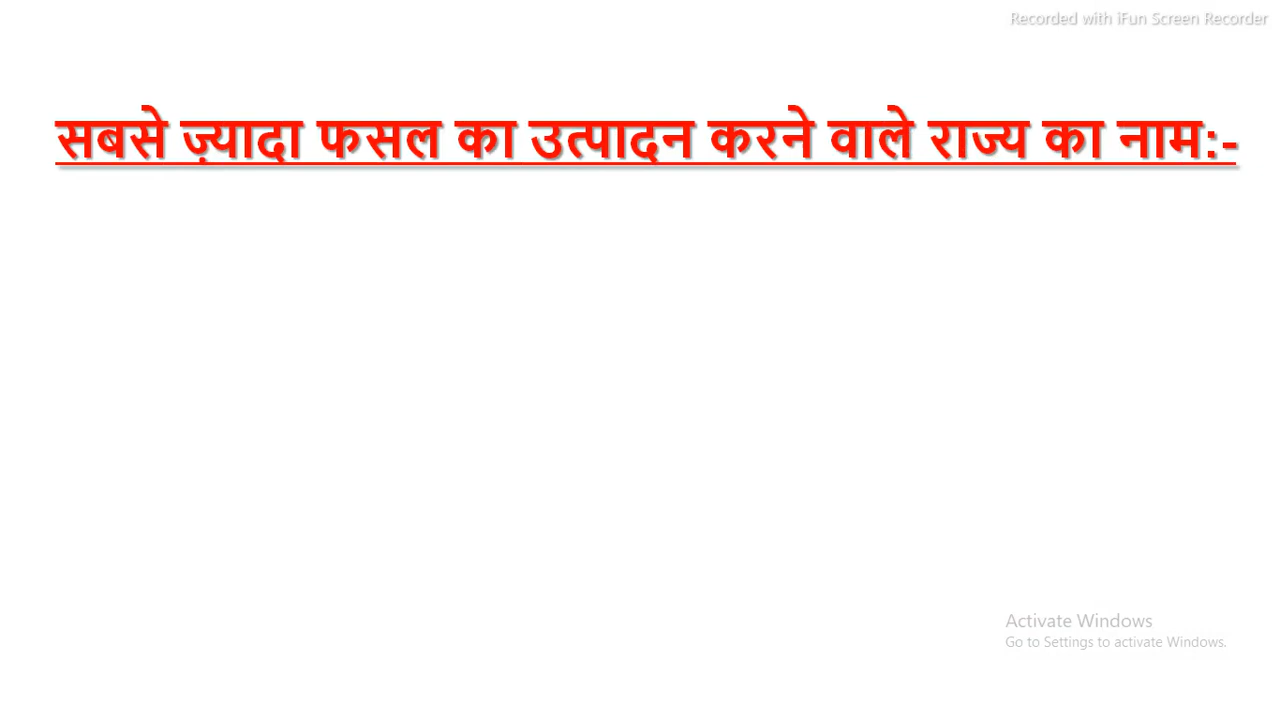 Recorded with iFun Screen Recorder
सबसे ज़्यादा फसल का उत्पादन करने वाले राज्य का नाम:-
Activate Windows
Go to Settings to activate Windows.